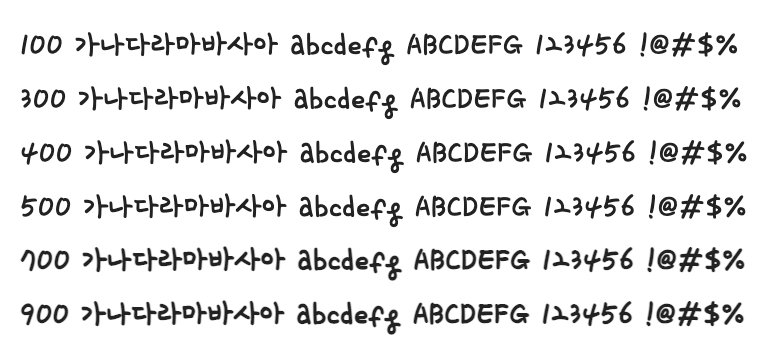 100 가나다라마바사아 abcdefg ABCDEFG 123456 !@#$%
300 가나다라마바사아 abcdefg ABCDEFG 123456 !@#$%
400 가나다라마바사아 abcdefg ABCDEFG 123456 !@#$%
500 가나다라마바사아 abcdefg ABCDEFG 123456 !@#$%
700 가나다라마바사아 abcdefg ABCDEFG 123456 !@#$%
900 가나다라마바사아 abcdefg ABCDEFG 123456 !@#$%